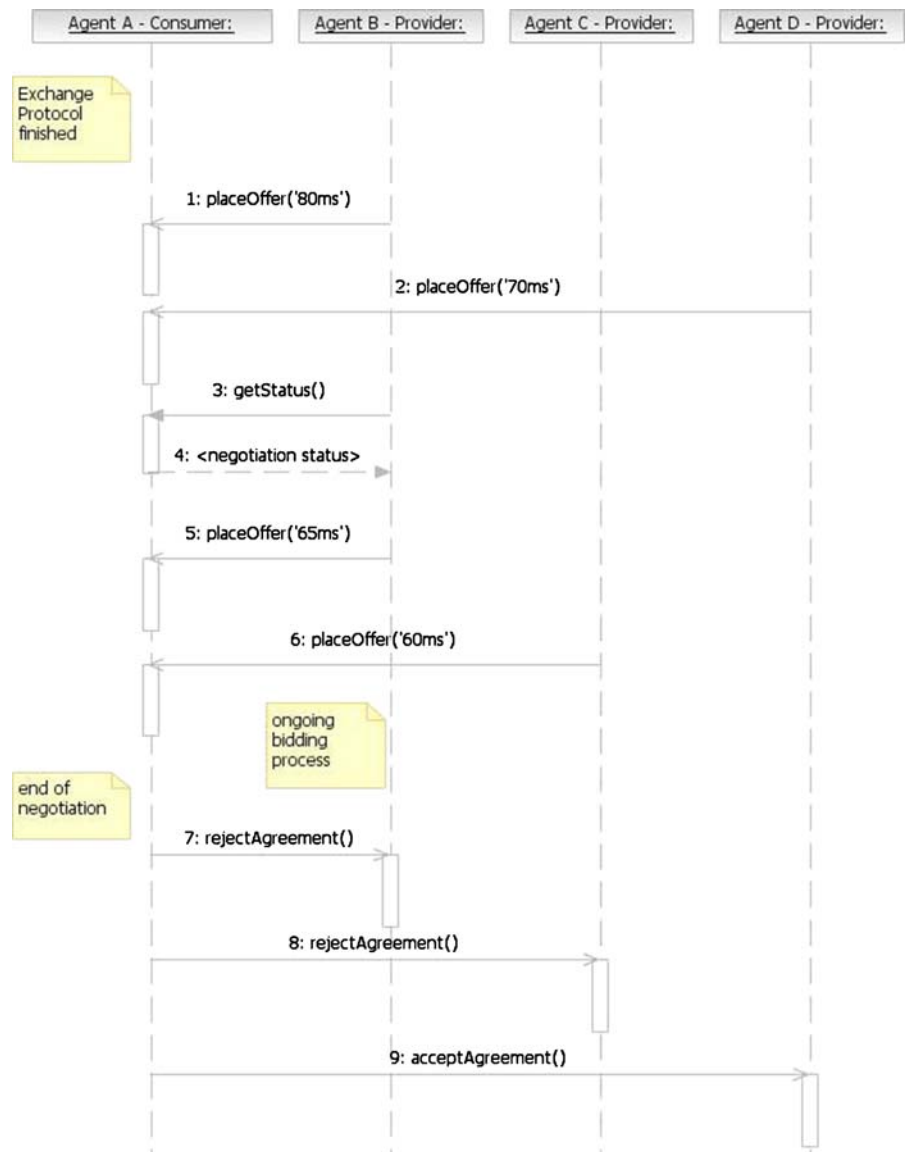 Agent A - Consumer:
Agent B - Provider:
Agent C - Provider:
Agent D - Provider:
Exchange
Protocol
finished
1: placeOffer('80ms')
2: placeOffer('70ms')
3: getStatus()
4: <negotiation status>
5: placeOffer('65ms')
6: placeOffer('60ms')
ongoing
bidding
process
end of
negotiation
7: rejectAgreement()
8: rejectAgreement()
9: acceptAgreement()